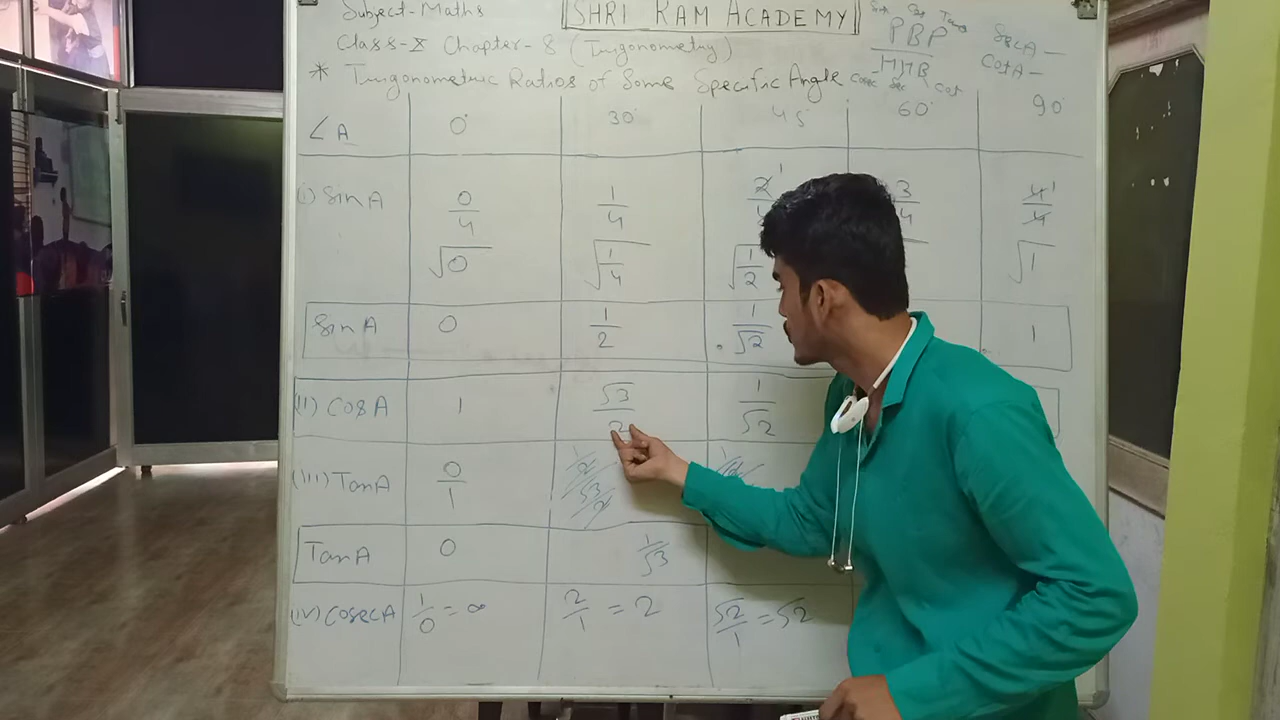 Subject-Maths
SHRI RAM ACADEMY
Class-X Chapter-8 (Trigonometry)
PBP
HHB
SecA —
CotA —
* Trigonometric Ratios of Some Specific Angle
Cosec Sec Cot
∠A 0° 30° 45° 60° 90°
(i) SinA 0/4 1/4 2/4 1 3/4 4/4 1
√0 √1/4 √1/2 √1
SinA 0 1/2 1/√2 1
(ii) CosA 1 √3/2 1/√2
(iii) TanA 0/1 1/2/√3/2
TanA 0 1/√3
(iv) CosecA 1/0 = ∞ 2/1 = 2 √2/1 = √2